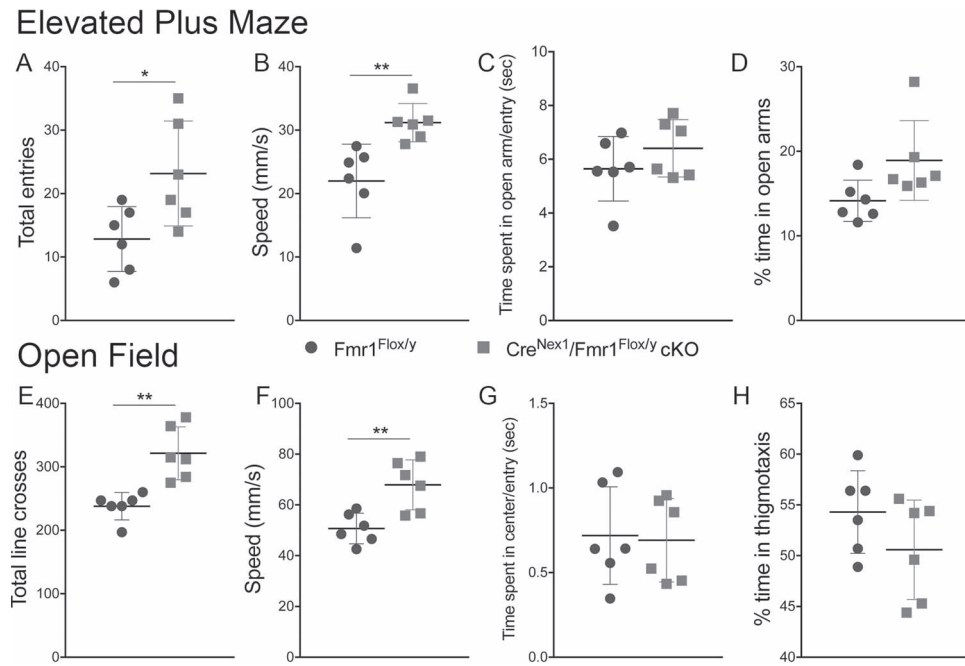 Elevated Plus Maze
A
Total entries
40
30
20
10
0
*
B
Speed (mm/s)
40
30
20
10
0
**
C
Time spent in open arm/entry (sec)
10
8
6
4
2
0
D
% time in open arms
30
20
10
0
Fmr1Flox/y
CreNex1/Fmr1Flox/y cKO
Open Field
E
Total line crosses
400
300
200
100
0
**
F
Speed (mm/s)
100
80
60
40
20
0
**
G
Time spent in center/entry (sec)
1.5
1.0
0.5
0.0
H
% time in thigmotaxis
65
60
55
50
45
40